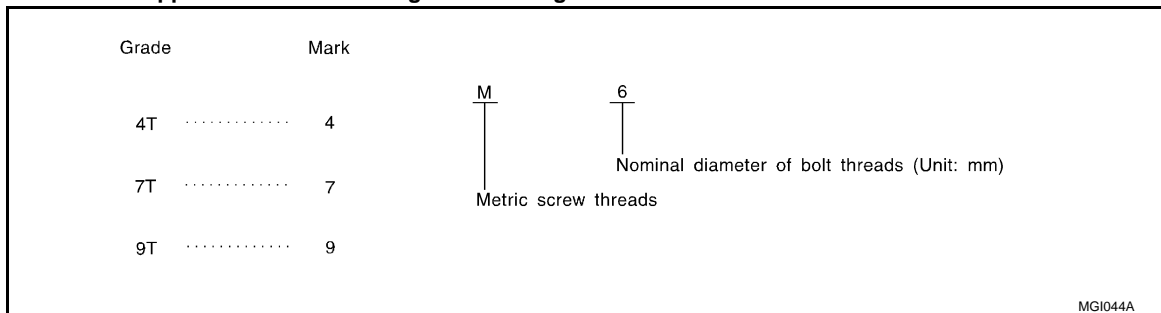 Grade Mark
4T ············· 4
7T ············· 7
9T ············· 9
M 6
Nominal diameter of bolt threads (Unit: mm)
Metric screw threads
MGI044A